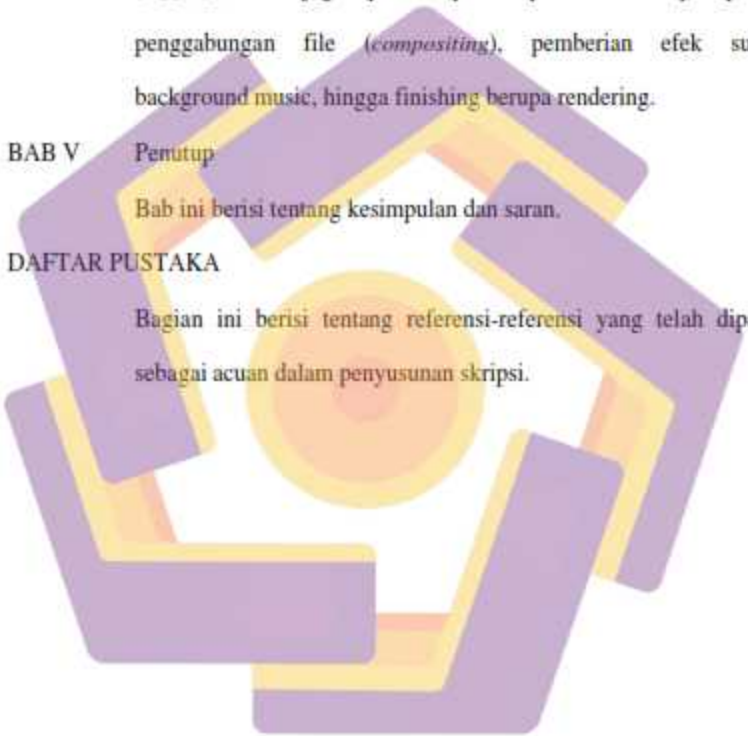 penggabungan file (compositing), pemberian efek
background music, hingga finishing berupa rendering.
BAB V Penutup
Bab ini berisi tentang kesimpulan dan saran.
DAFTAR PUSTAKA
Bagian ini berisi tentang referensi-referensi yang telah
sebagai acuan dalam penyusunan skripsi.